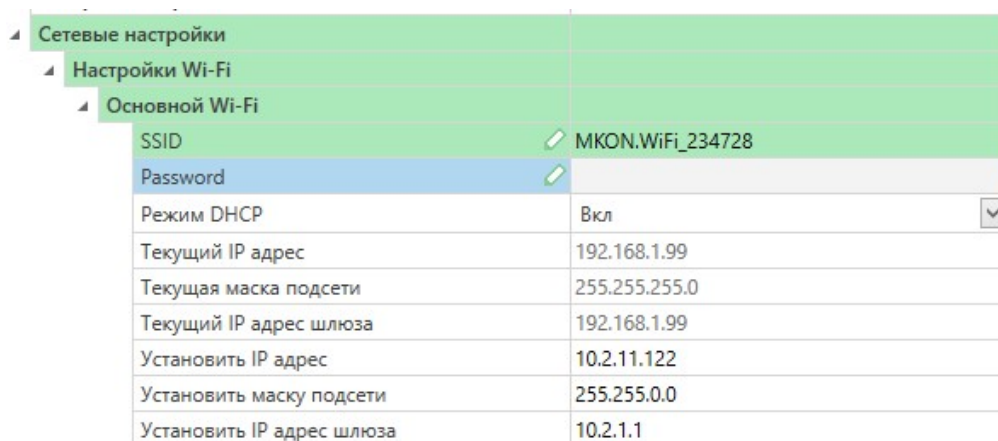 Сетевые настройки
Настройки Wi-Fi
Основной Wi-Fi
SSID MKON.WiFi_234728
Password
Режим DHCP Вкл
Текущий IP адрес 192.168.1.99
Текущая маска подсети 255.255.255.0
Текущий IP адрес шлюза 192.168.1.99
Установить IP адрес 10.2.11.122
Установить маску подсети 255.255.0.0
Установить IP адрес шлюза 10.2.1.1